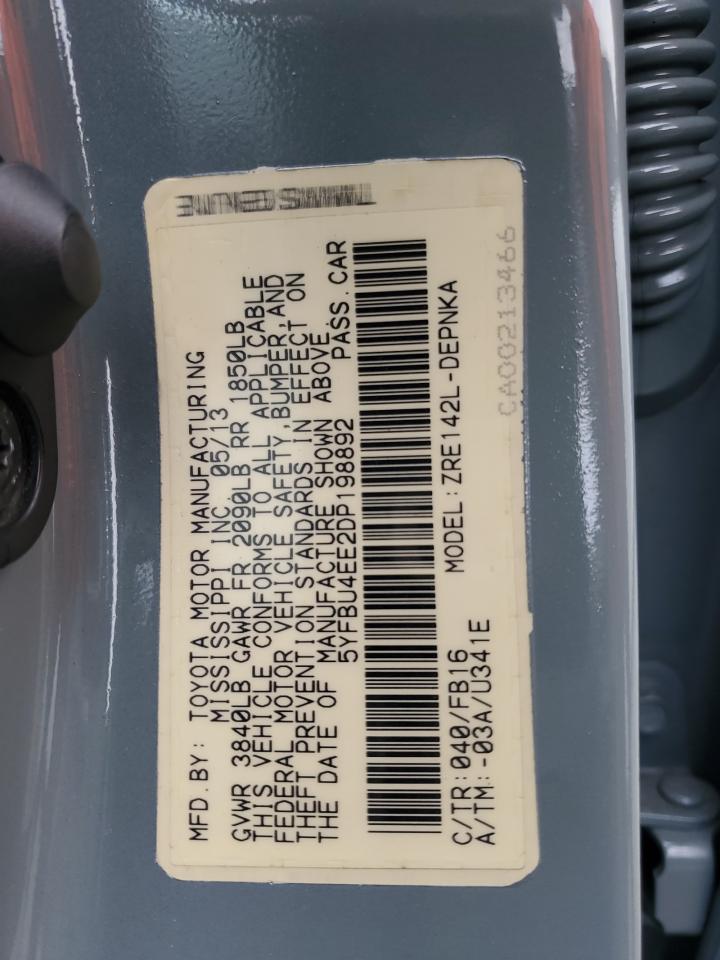 MFD.BY: TOYOTA MOTOR MANUFACTURING
MISSISSIPPI INC. 05/13
GVWR 3840LB GAWR FR 2090LB RR 1850LB
THIS VEHICLE CONFORMS TO ALL APPLICABLE
FEDERAL MOTOR VEHICLE SAFETY,BUMPER,AND
THEFT PREVENTION STANDARDS IN EFFECT ON
THE DATE OF MANUFACTURE SHOWN ABOVE.
5YFBU4EE2DP198892 PASS.CAR
C/TR:040/FB16 MODEL:ZRE142L-DEPNKA
A/TM:-03A/U341E
CA00213466